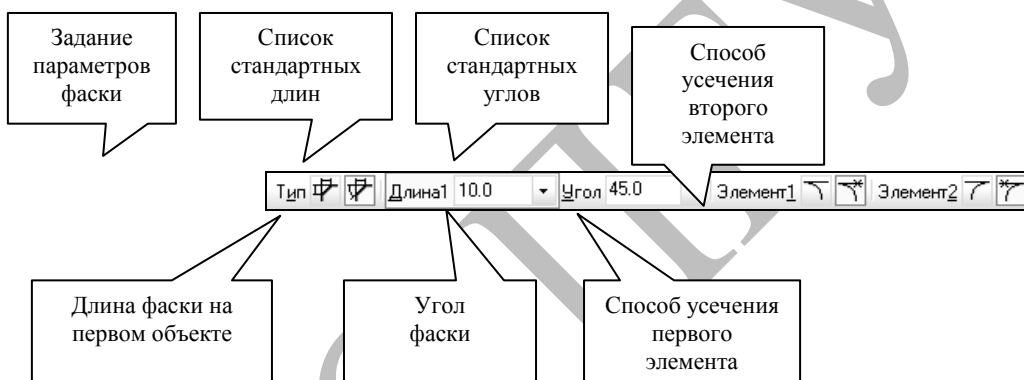 Задание
параметров
фаски
Список
стандартных
длин
Список
стандартных
углов
Способ
усечения
второго
элемента
Тип Длина1 10.0 Угол 45.0 Элемент1 Элемент2
Длина фаски на
первом объекте
Угол
фаски
Способ усечения
первого
элемента